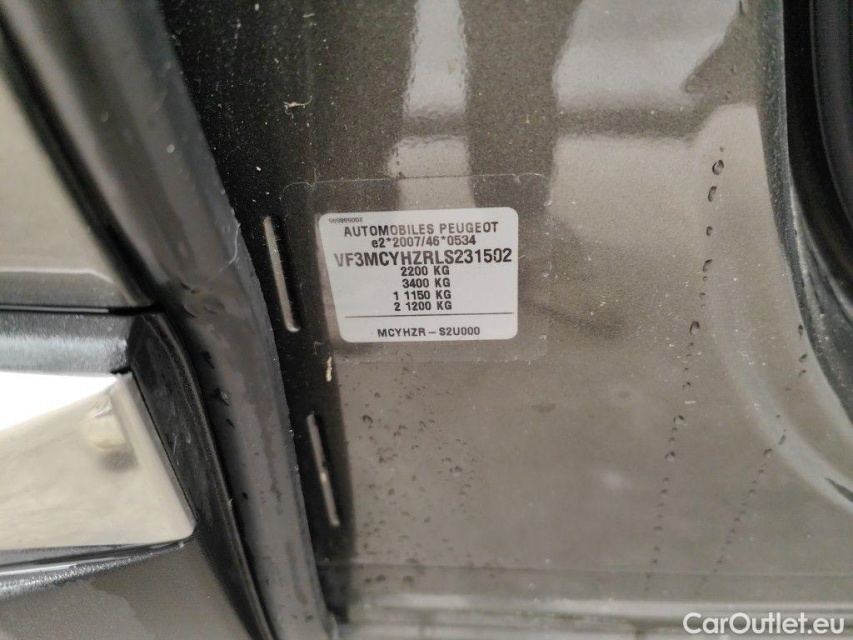 AUTOMOBILES PEUGEOT
e2*2007/46*0534
VF3MCYHZRLS231502
2200 KG
3400 KG
1 1150 KG
2 1200 KG
MCYHZR - S2U000
CarOutlet.eu